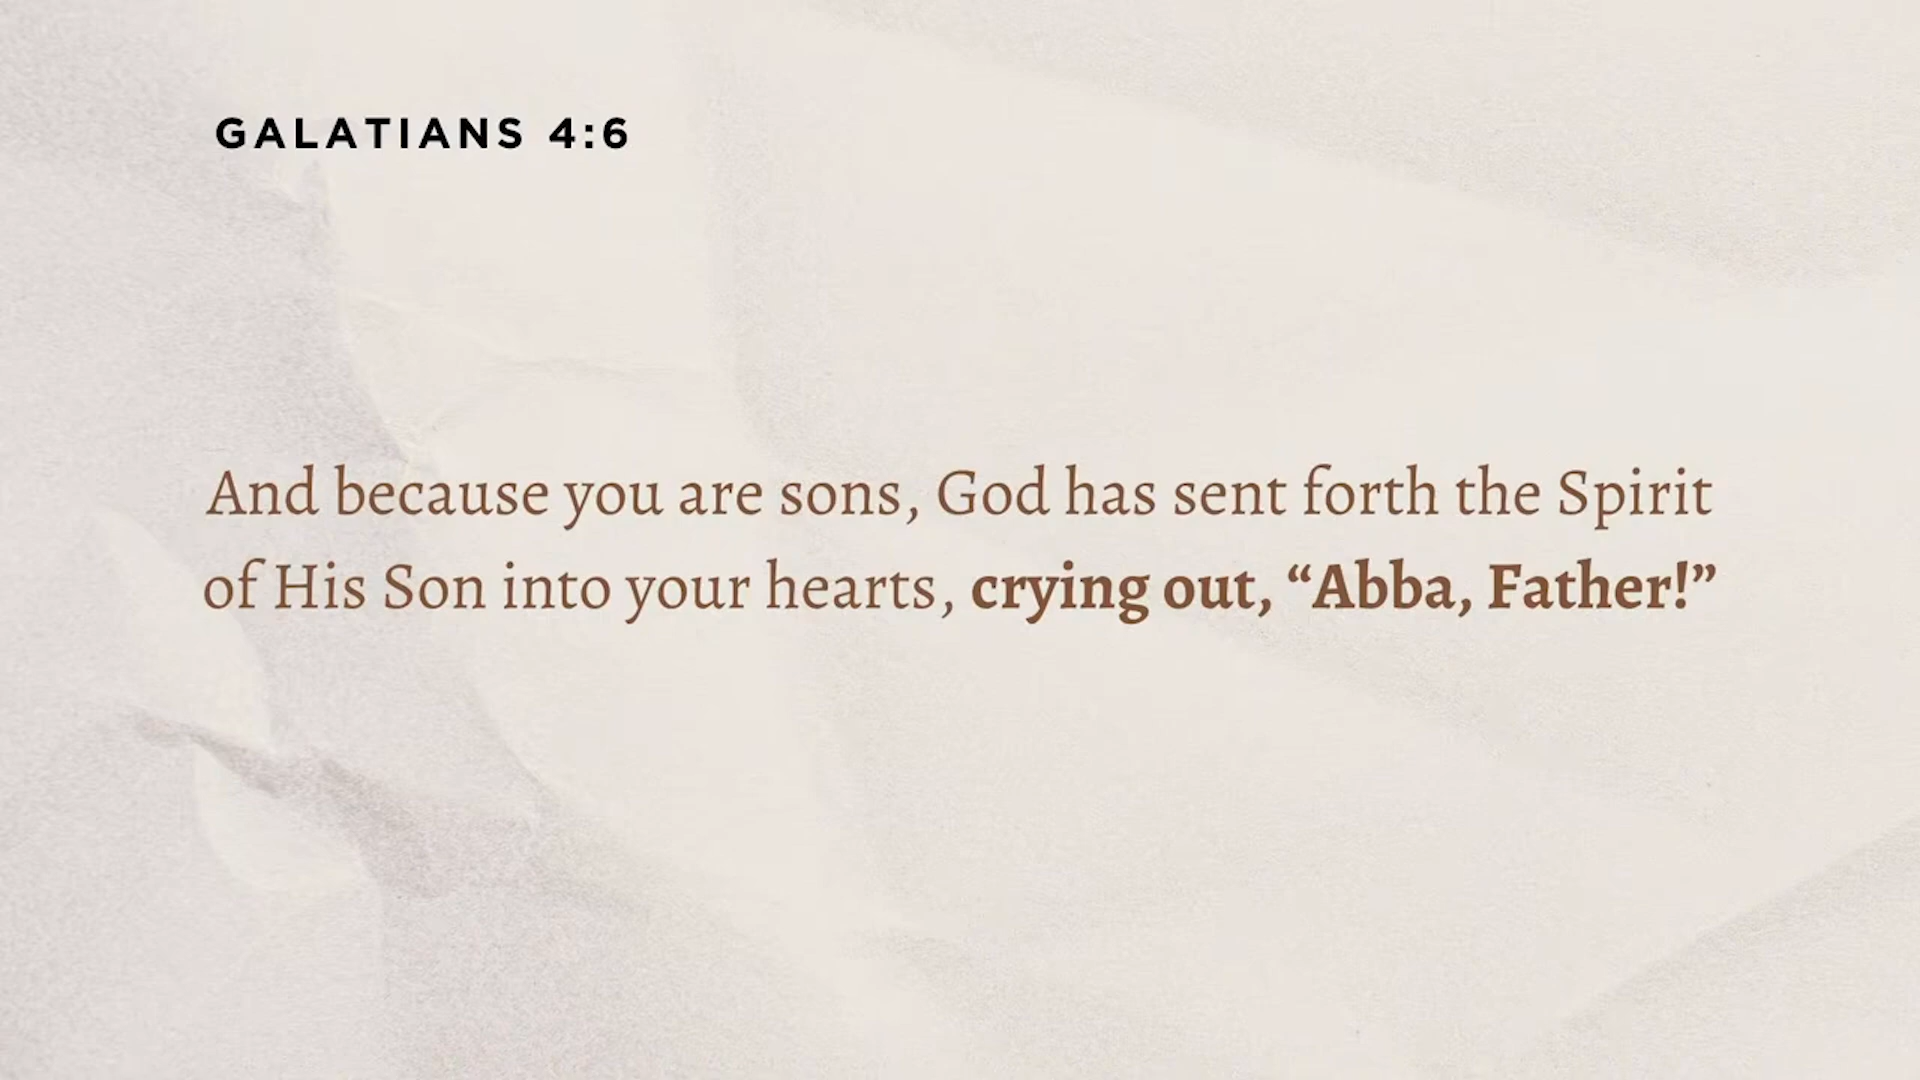 GALATIANS 4:6
And because you are sons, God has sent forth the Spirit
of His Son into your hearts, crying out, “Abba, Father!”